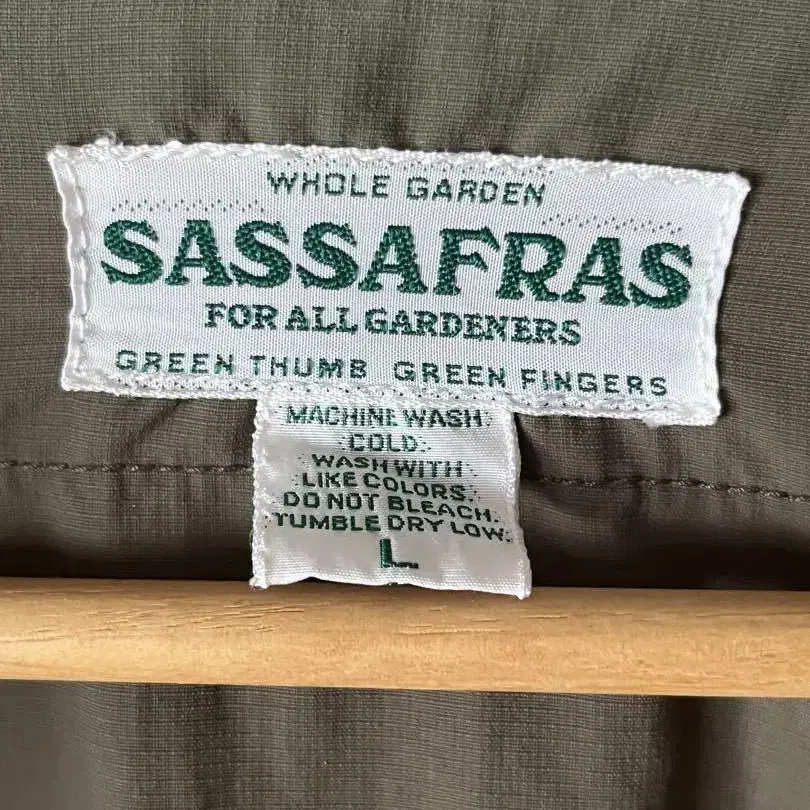 WHOLE GARDEN
SASSAFRAS
FOR ALL GARDENERS
GREEN THUMB GREEN FINGERS
MACHINE WASH
COLD.
WASH WITH
LIKE COLORS.
DO NOT BLEACH.
TUMBLE DRY LOW.
L